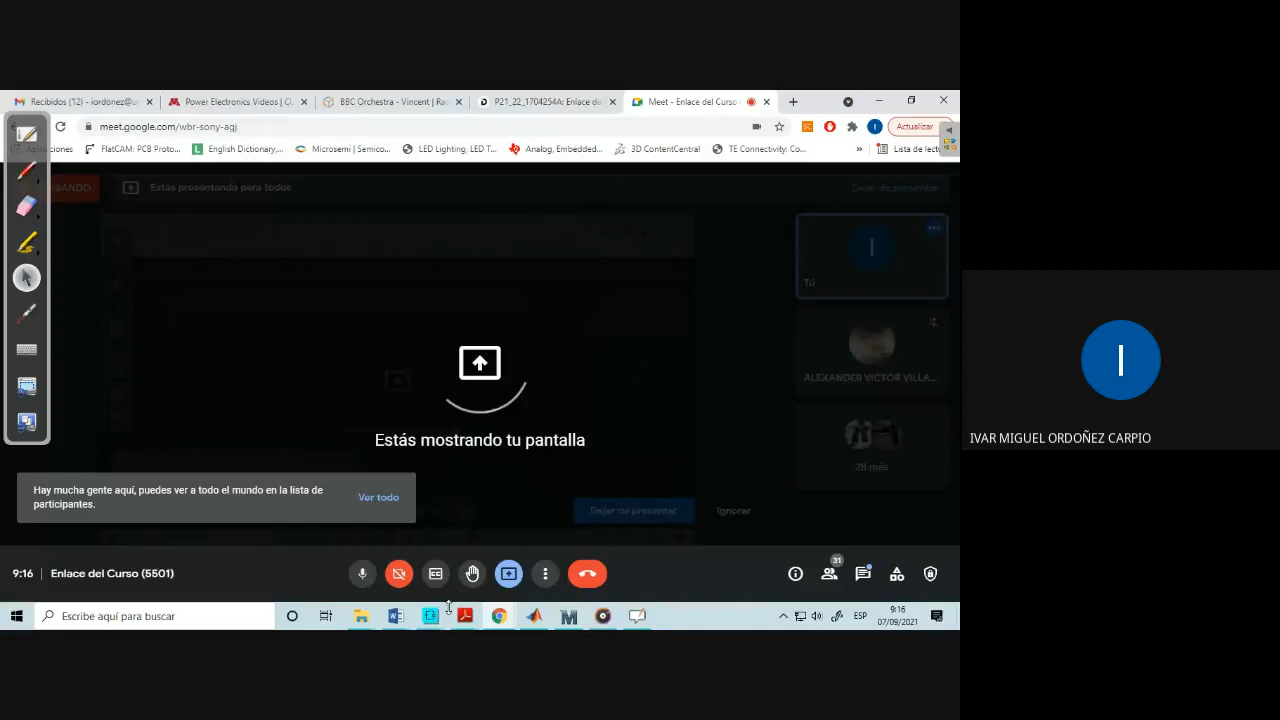 Recibidos (12) - iordonez@u
Power Electronics Videos | C
BBC Orchestra - Vincent | Ra
P21_22_1704254A: Enlace de
Meet - Enlace del Curso
meet.google.com/wbr-sony-agj
Actualizar
FlatCAM: PCB Proto...
English Dictionary,...
Microsemi | Semico...
LED Lighting, LED T...
Analog, Embedded...
3D ContentCentral
TE Connectivity: Co...
»
Lista de lect
BANDO
Estás presentando para todos
Dejar de presentar
I
Tú
ALEXANDER VICTOR VILLA...
28 más
Estás mostrando tu pantalla
Hay mucha gente aquí, puedes ver a todo el mundo en la lista de
participantes.
Ver todo
Dejar de presentar
Ignorar
9:16 | Enlace del Curso (5501)
31
Escribe aquí para buscar
ESP
9:16
07/09/2021
I
IVAR MIGUEL ORDOÑEZ CARPIO